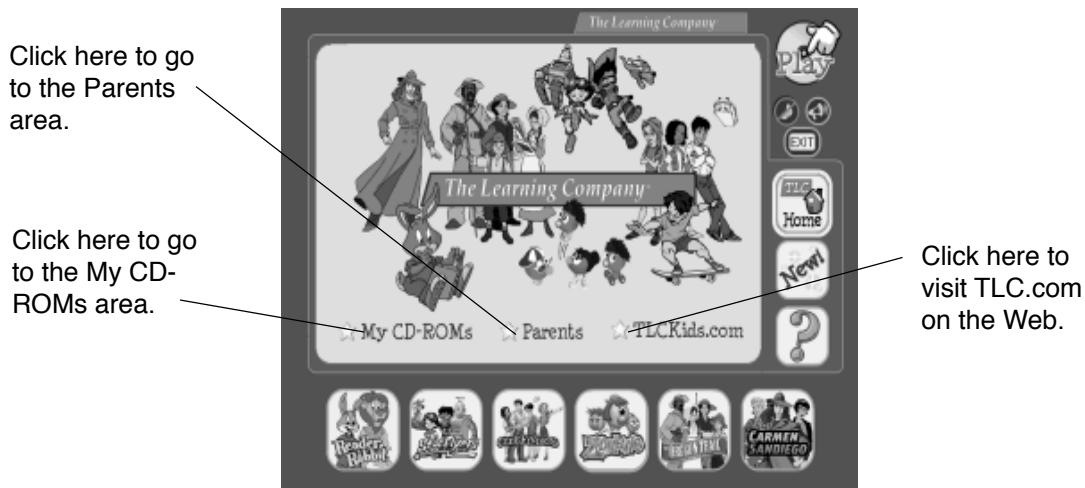 The Learning Company
Play
Click here to go
to the Parents
area.
EXIT
TLC
Home
The Learning Company
Click here to go
to the My CD-
ROMs area.
New!
Click here to
visit TLC.com
on the Web.
My CD-ROMs
Parents
TLCKids.com
?
Reader
Rabbit
CARMEN
SANDIEGO